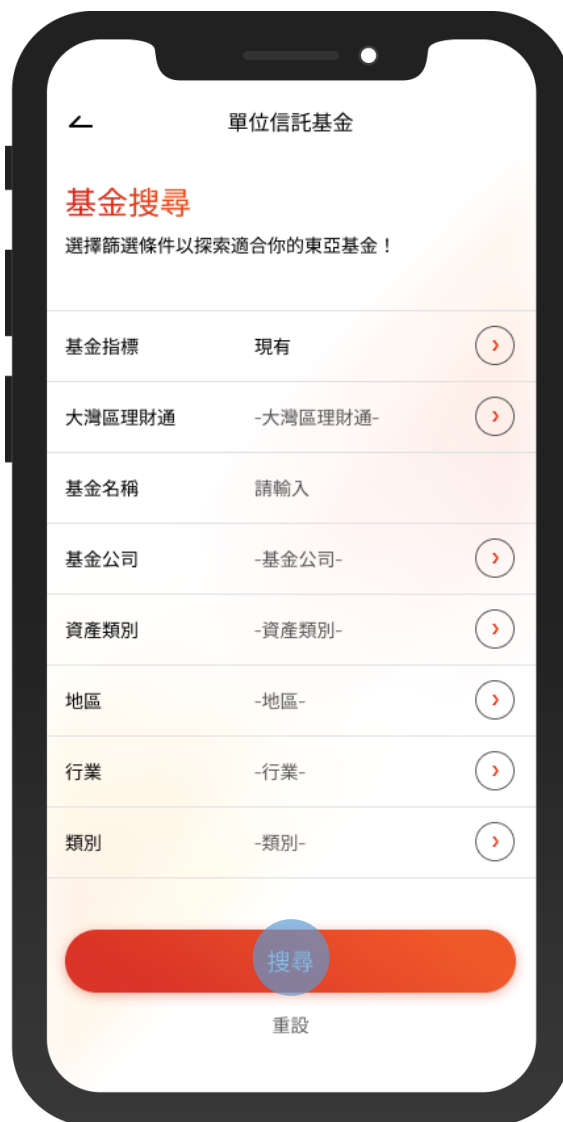 單位信託基金
基金搜尋
選擇篩選條件以探索適合你的東亞基金！
基金指標 現有
大灣區理財通 -大灣區理財通-
基金名稱 請輸入
基金公司 -基金公司-
資產類別 -資產類別-
地區 -地區-
行業 -行業-
類別 -類別-
搜尋
重設